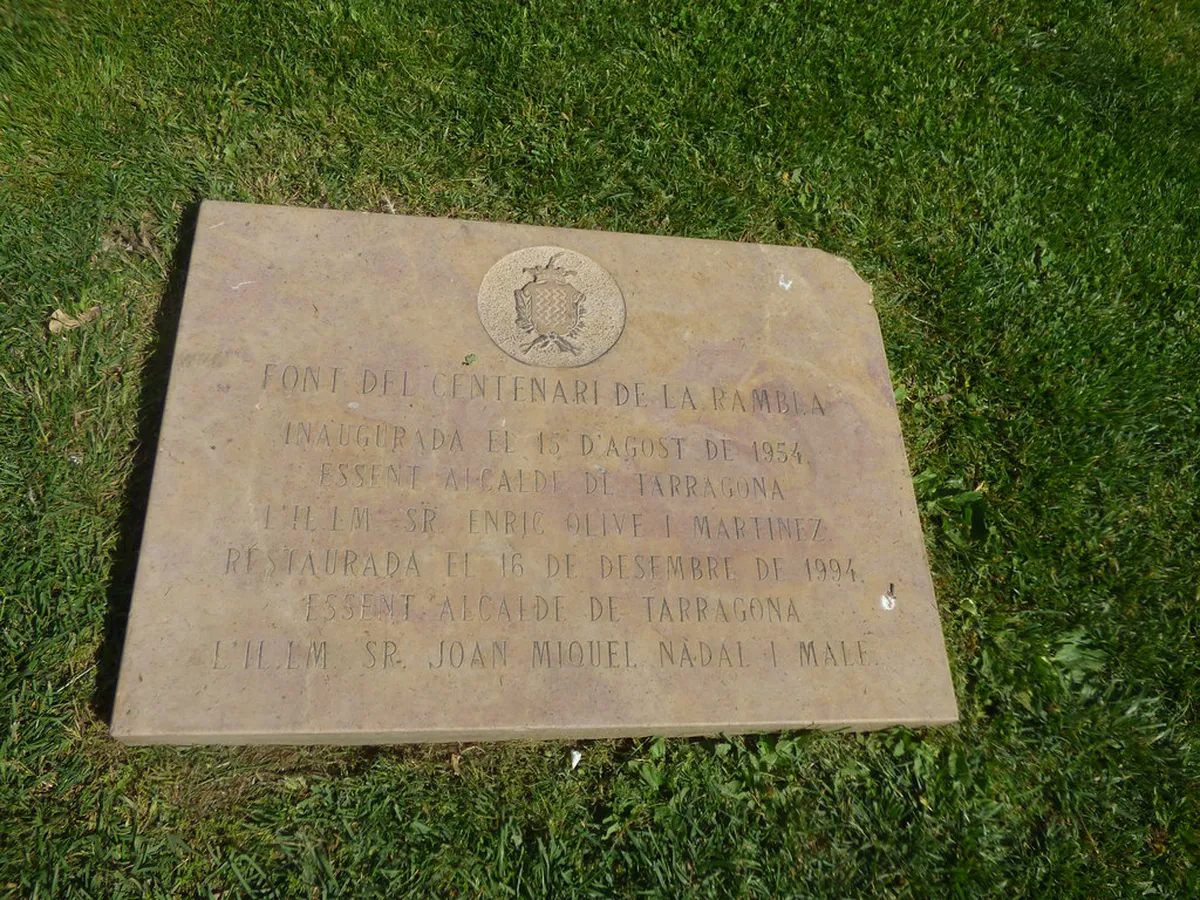 FONT DEL CENTENARI DE LA RAMBLA
INAUGURADA EL 15 D'AGOST DE 1954.
ESSENT ALCALDE DE TARRAGONA
L'IL.LM. SR. ENRIC OLIVE I MARTINEZ.
RESTAURADA EL 16 DE DESEMBRE DE 1994.
ESSENT ALCALDE DE TARRAGONA
L'IL.LM. SR. JOAN MIQUEL NADAL I MALE.